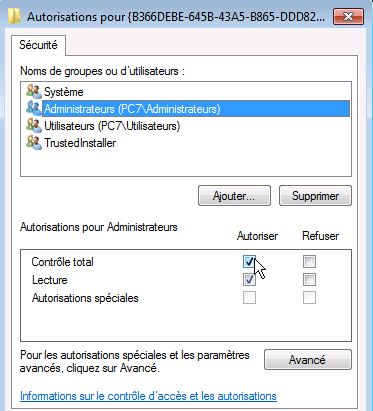 Autorisations pour {B366DEBE-645B-43A5-B865-DDD82...
Sécurité
Noms de groupes ou d'utilisateurs :
Système
Administrateurs (PC7\Administrateurs)
Utilisateurs (PC7\Utilisateurs)
TrustedInstaller
Ajouter... Supprimer
Autorisations pour Administrateurs Autoriser Refuser
Contrôle total
Lecture
Autorisations spéciales
Pour les autorisations spéciales et les paramètres
avancés, cliquez sur Avancé. Avancé
Informations sur le contrôle d'accès et les autorisations